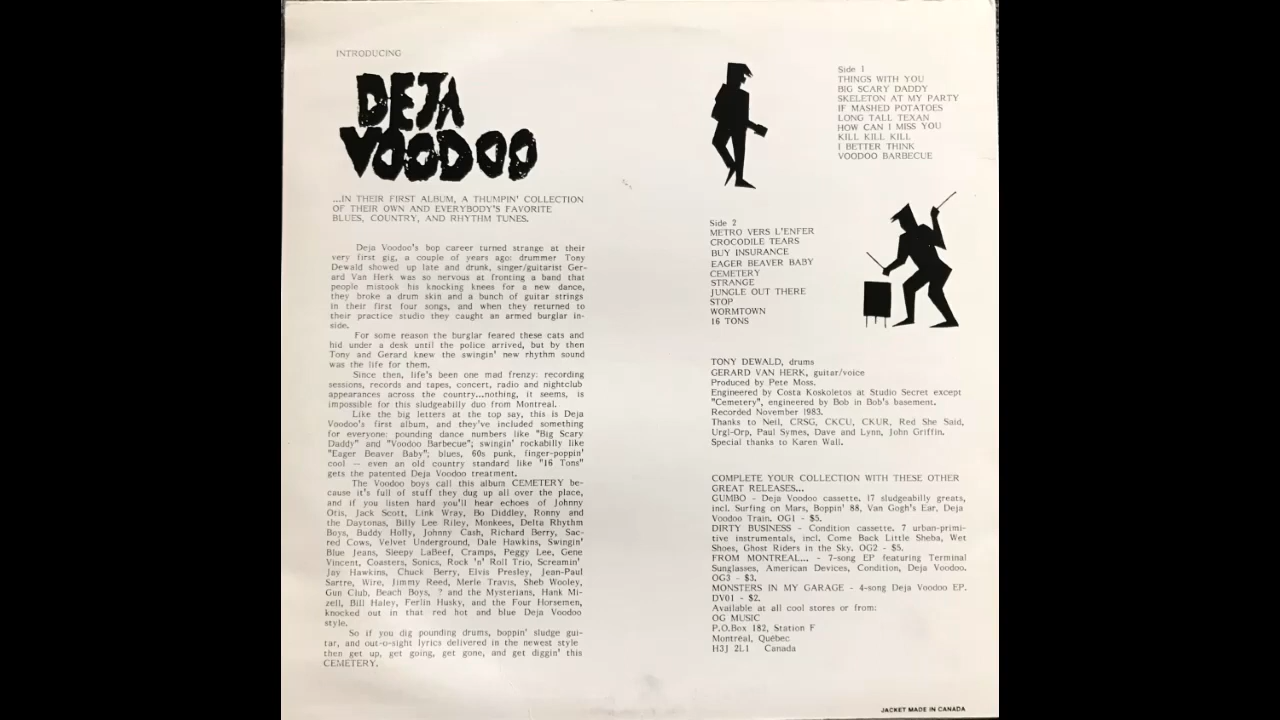 INTRODUCING
DEJA
VOODOO
...IN THEIR FIRST ALBUM, A THUMPIN' COLLECTION
OF THEIR OWN AND EVERYBODY'S FAVORITE
BLUES, COUNTRY, AND RHYTHM TUNES.
Deja Voodoo's bop career turned strange at their
very first gig, a couple of years ago: drummer Tony
Dewald showed up late and drunk, singer/guitarist Ger-
ard Van Herk was so nervous at fronting a band that
people mistook his knocking knees for a new dance,
they broke a drum skin and a bunch of guitar strings
in their first four songs, and when they returned to
their practice studio they caught an armed burglar in-
side.
For some reason the burglar feared these cats and
hid under a desk until the police arrived, but by then
Tony and Gerard knew the swingin' new rhythm sound
was the life for them.
Since then, life's been one mad frenzy: recording
sessions, records and tapes, concert, radio and nightclub
appearances across the country...nothing, it seems, is
impossible for this sludgeabilly duo from Montreal.
Like the big letters at the top say, this is Deja
Voodoo's first album, and they've included something
for everyone: pounding dance numbers like "Big Scary
Daddy" and "Voodoo Barbecue"; swingin' rockabilly like
"Eager Beaver Baby"; blues, 60s punk, finger-poppin'
cool -- even an old country standard like "16 Tons"
gets the patented Deja Voodoo treatment.
The Voodoo boys call this album CEMETERY be-
cause it's full of stuff they dug up all over the place,
and if you listen hard you'll hear echoes of Johnny
Otis, Jack Scott, Link Wray, Bo Diddley, Ronny and
the Daytonas, Billy Lee Riley, Monkees, Delta Rhythm
Boys, Buddy Holly, Johnny Cash, Richard Berry, Sac-
red Cows, Velvet Underground, Dale Hawkins, Swingin'
Blue Jeans, Sleepy LaBeef, Cramps, Peggy Lee, Gene
Vincent, Coasters, Sonics, Rock 'n' Roll Trio, Screamin'
Jay Hawkins, Chuck Berry, Elvis Presley, Jean-Paul
Sartre, Wire, Jimmy Reed, Merle Travis, Sheb Wooley,
Gun Club, Beach Boys, ? and the Mysterians, Hank Mi-
zell, Bill Haley, Ferlin Husky, and the Four Horsemen,
knocked out in that red hot and blue Deja Voodoo
style.
So if you dig pounding drums, boppin' sludge gui-
tar, and out-o-sight lyrics delivered in the newest style
then get up, get going, get gone, and get diggin' this
CEMETERY.
Side 1
THINGS WITH YOU
BIG SCARY DADDY
SKELETON AT MY PARTY
IF MASHED POTATOES
LONG TALL TEXAN
HOW CAN I MISS YOU
KILL KILL KILL
I BETTER THINK
VOODOO BARBECUE
Side 2
METRO VERS L'ENFER
CROCODILE TEARS
BUY INSURANCE
EAGER BEAVER BABY
CEMETERY
STRANGE
JUNGLE OUT THERE
STOP
WORMTOWN
16 TONS
TONY DEWALD, drums
GERARD VAN HERK, guitar/voice
Produced by Pete Moss.
Engineered by Costa Koskoletos at Studio Secret except
"Cemetery", engineered by Bob in Bob's basement.
Recorded November 1983.
Thanks to Neil, CRSG, CKCU, CKUR, Red She Said,
Urgl-Orp, Paul Symes, Dave and Lynn, John Griffin.
Special thanks to Karen Wall.
COMPLETE YOUR COLLECTION WITH THESE OTHER
GREAT RELEASES...
GUMBO - Deja Voodoo cassette. 17 sludgeabilly greats,
incl. Surfing on Mars, Boppin' 88, Van Gogh's Ear, Deja
Voodoo Train. OG1 - $5.
DIRTY BUSINESS - Condition cassette. 7 urban-primi-
tive instrumentals, incl. Come Back Little Sheba, Wet
Shoes, Ghost Riders in the Sky. OG2 - $5.
FROM MONTREAL... - 7-song EP featuring Terminal
Sunglasses, American Devices, Condition, Deja Voodoo.
OG3 - $3.
MONSTERS IN MY GARAGE - 4-song Deja Voodoo EP.
DV01 - $2.
Available at all cool stores or from:
OG MUSIC
P.O.Box 182, Station F
Montréal, Québec
H3J 2L1 Canada
JACKET MADE IN CANADA